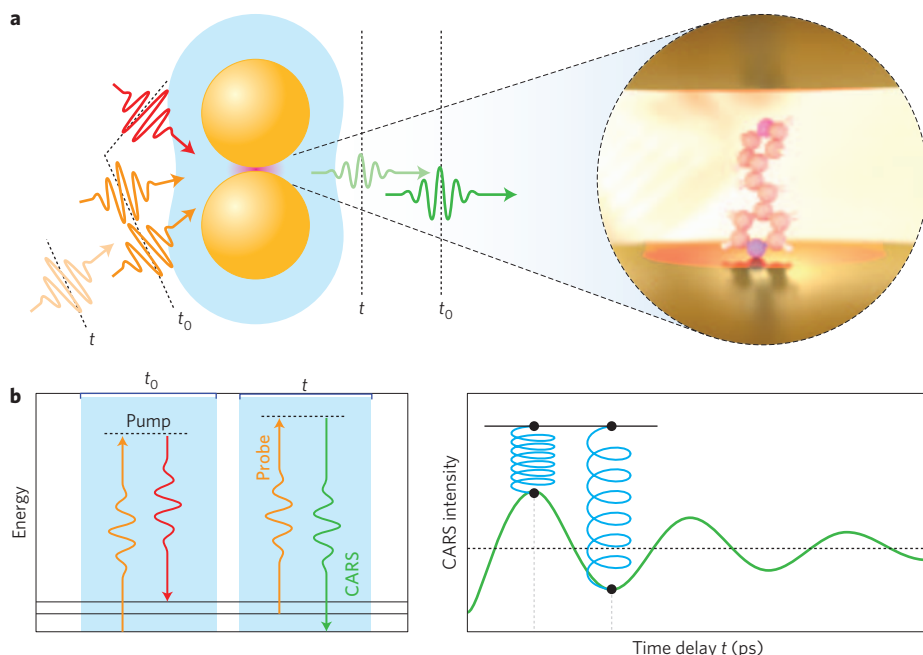 a
t
t₀
t
t₀
b
t₀
t
Pump
Probe
CARS
Energy
CARS intensity
Time delay t (ps)